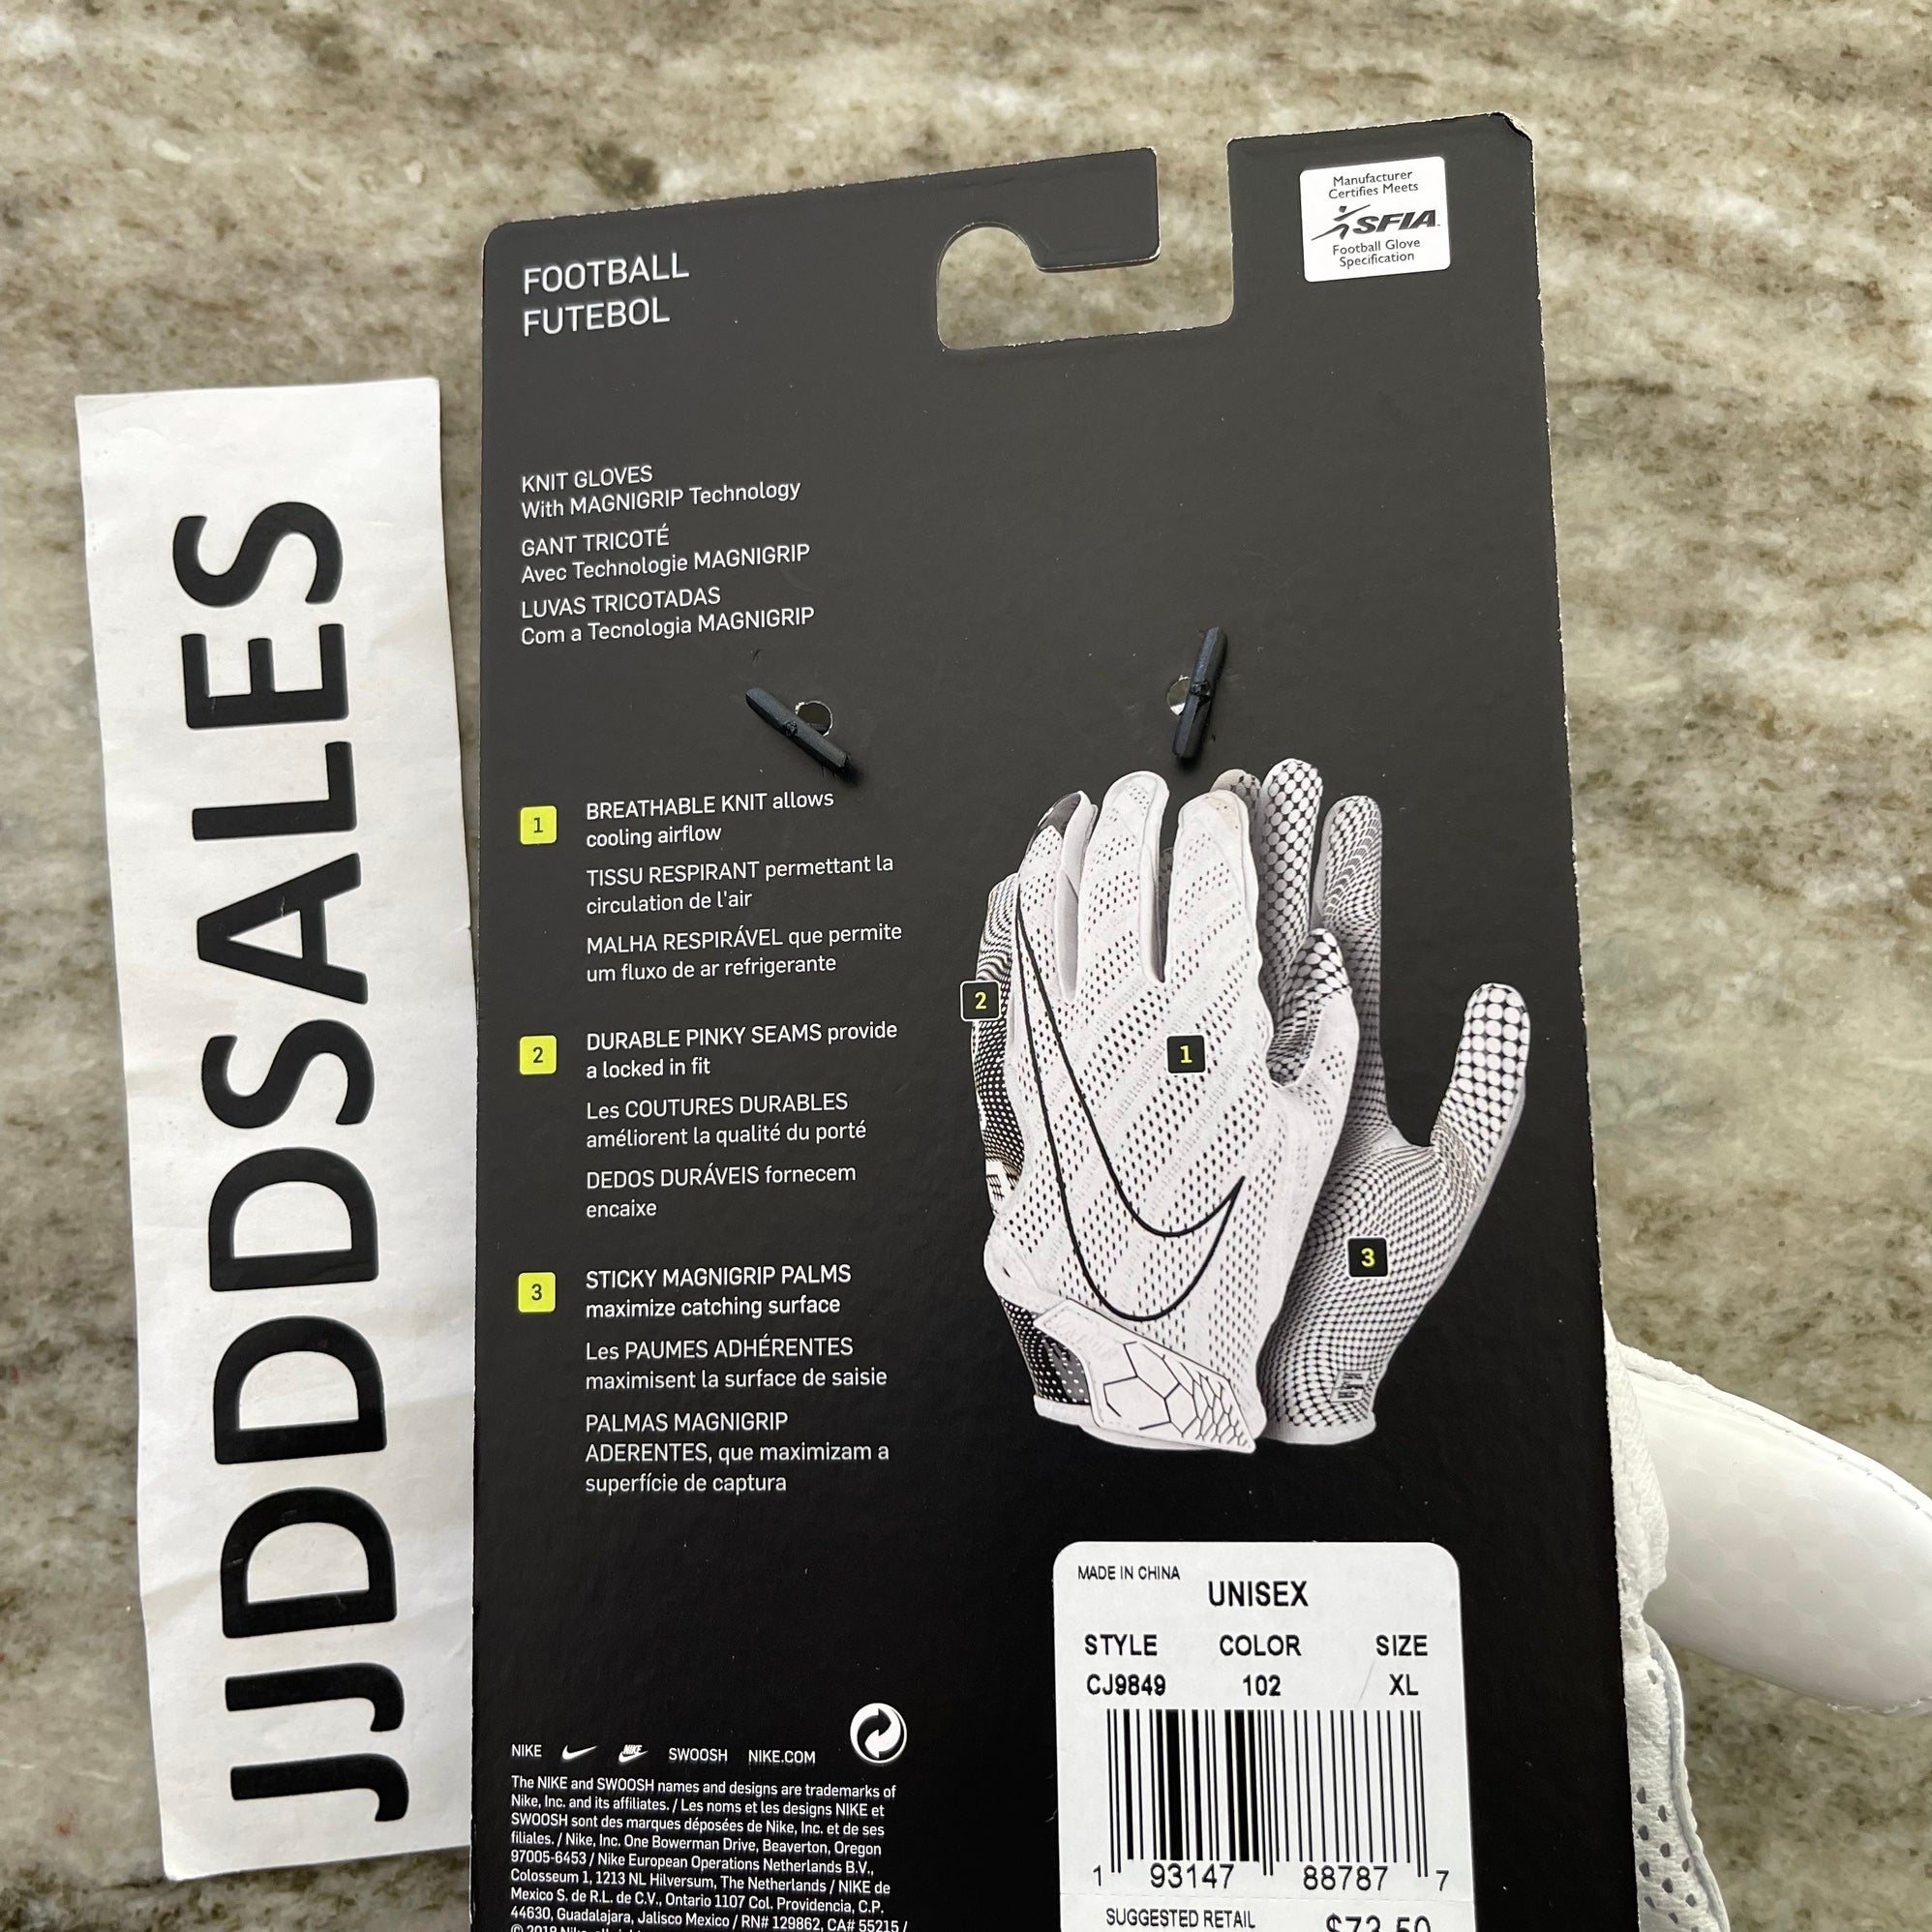 JJDDDSALES
FOOTBALL
FUTEBOL
Manufacturer
Certifies Meets
SFIA
Football Glove
Specification
KNIT GLOVES
With MAGNIGRIP Technology
GANT TRICOTÉ
Avec Technologie MAGNIGRIP
LUVAS TRICOTADAS
Com a Tecnologia MAGNIGRIP
1
BREATHABLE KNIT allows
cooling airflow
TISSU RESPIRANT permettant la
circulation de l'air
MALHA RESPIRÁVEL que permite
um fluxo de ar refrigerante
2
DURABLE PINKY SEAMS provide
a locked in fit
Les COUTURES DURABLES
améliorent la qualité du porté
DEDOS DURÁVEIS fornecem
encaixe
3
STICKY MAGNIGRIP PALMS
maximize catching surface
Les PAUMES ADHÉRENTES
maximisent la surface de saisie
PALMAS MAGNIGRIP
ADERENTES, que maximizam a
superfície de captura
2
1
3
NIKE NIKE SWOOSH NIKE.COM
The NIKE and SWOOSH names and designs are trademarks of
Nike, Inc. and its affiliates. / Les noms et les designs NIKE et
SWOOSH sont des marques déposées de Nike, Inc. et de ses
filiales. / Nike, Inc. One Bowerman Drive, Beaverton, Oregon
97005-6453 / Nike European Operations Netherlands B.V.,
Colosseum 1, 1213 NL Hilversum, The Netherlands / NIKE de
Mexico S. de R.L. de C.V., Ontario 1107 Col. Providencia, C.P.
44630, Guadalajara, Jalisco Mexico / RN# 129862, CA# 55215 /
© 2018 Nike
MADE IN CHINA
UNISEX
STYLE COLOR SIZE
CJ9849 102 XL
1 93147 88787 7
SUGGESTED RETAIL
$73.50